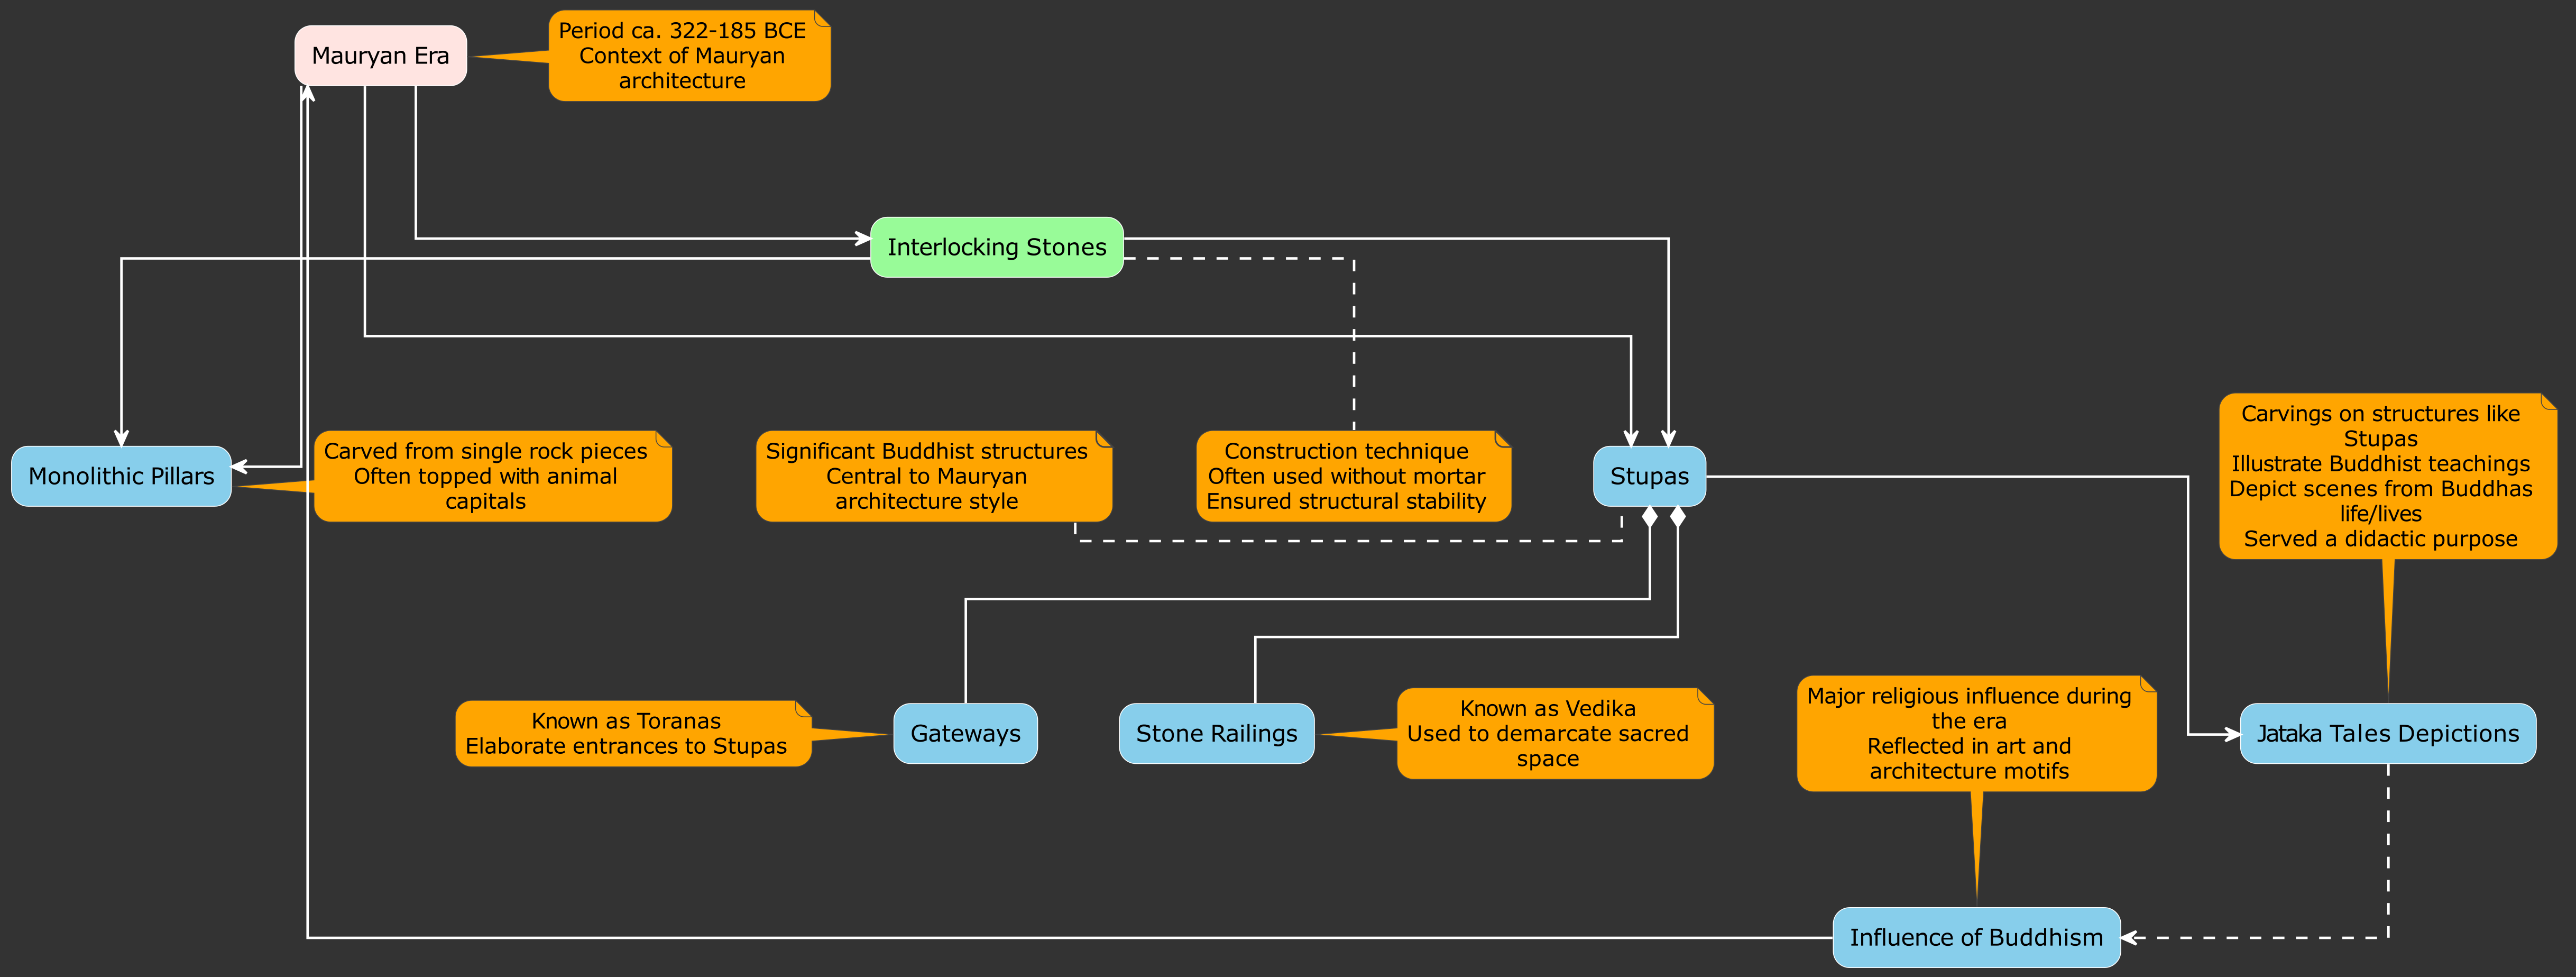 Mauryan Era
Period ca. 322-185 BCE
Context of Mauryan
architecture
Interlocking Stones
Monolithic Pillars
Carved from single rock pieces
Often topped with animal
capitals
Significant Buddhist structures
Central to Mauryan
architecture style
Construction technique
Often used without mortar
Ensured structural stability
Stupas
Carvings on structures like
Stupas
Illustrate Buddhist teachings
Depict scenes from Buddhas
life/lives
Served a didactic purpose
Known as Toranas
Elaborate entrances to Stupas
Gateways
Stone Railings
Known as Vedika
Used to demarcate sacred
space
Major religious influence during
the era
Reflected in art and
architecture motifs
Jataka Tales Depictions
Influence of Buddhism